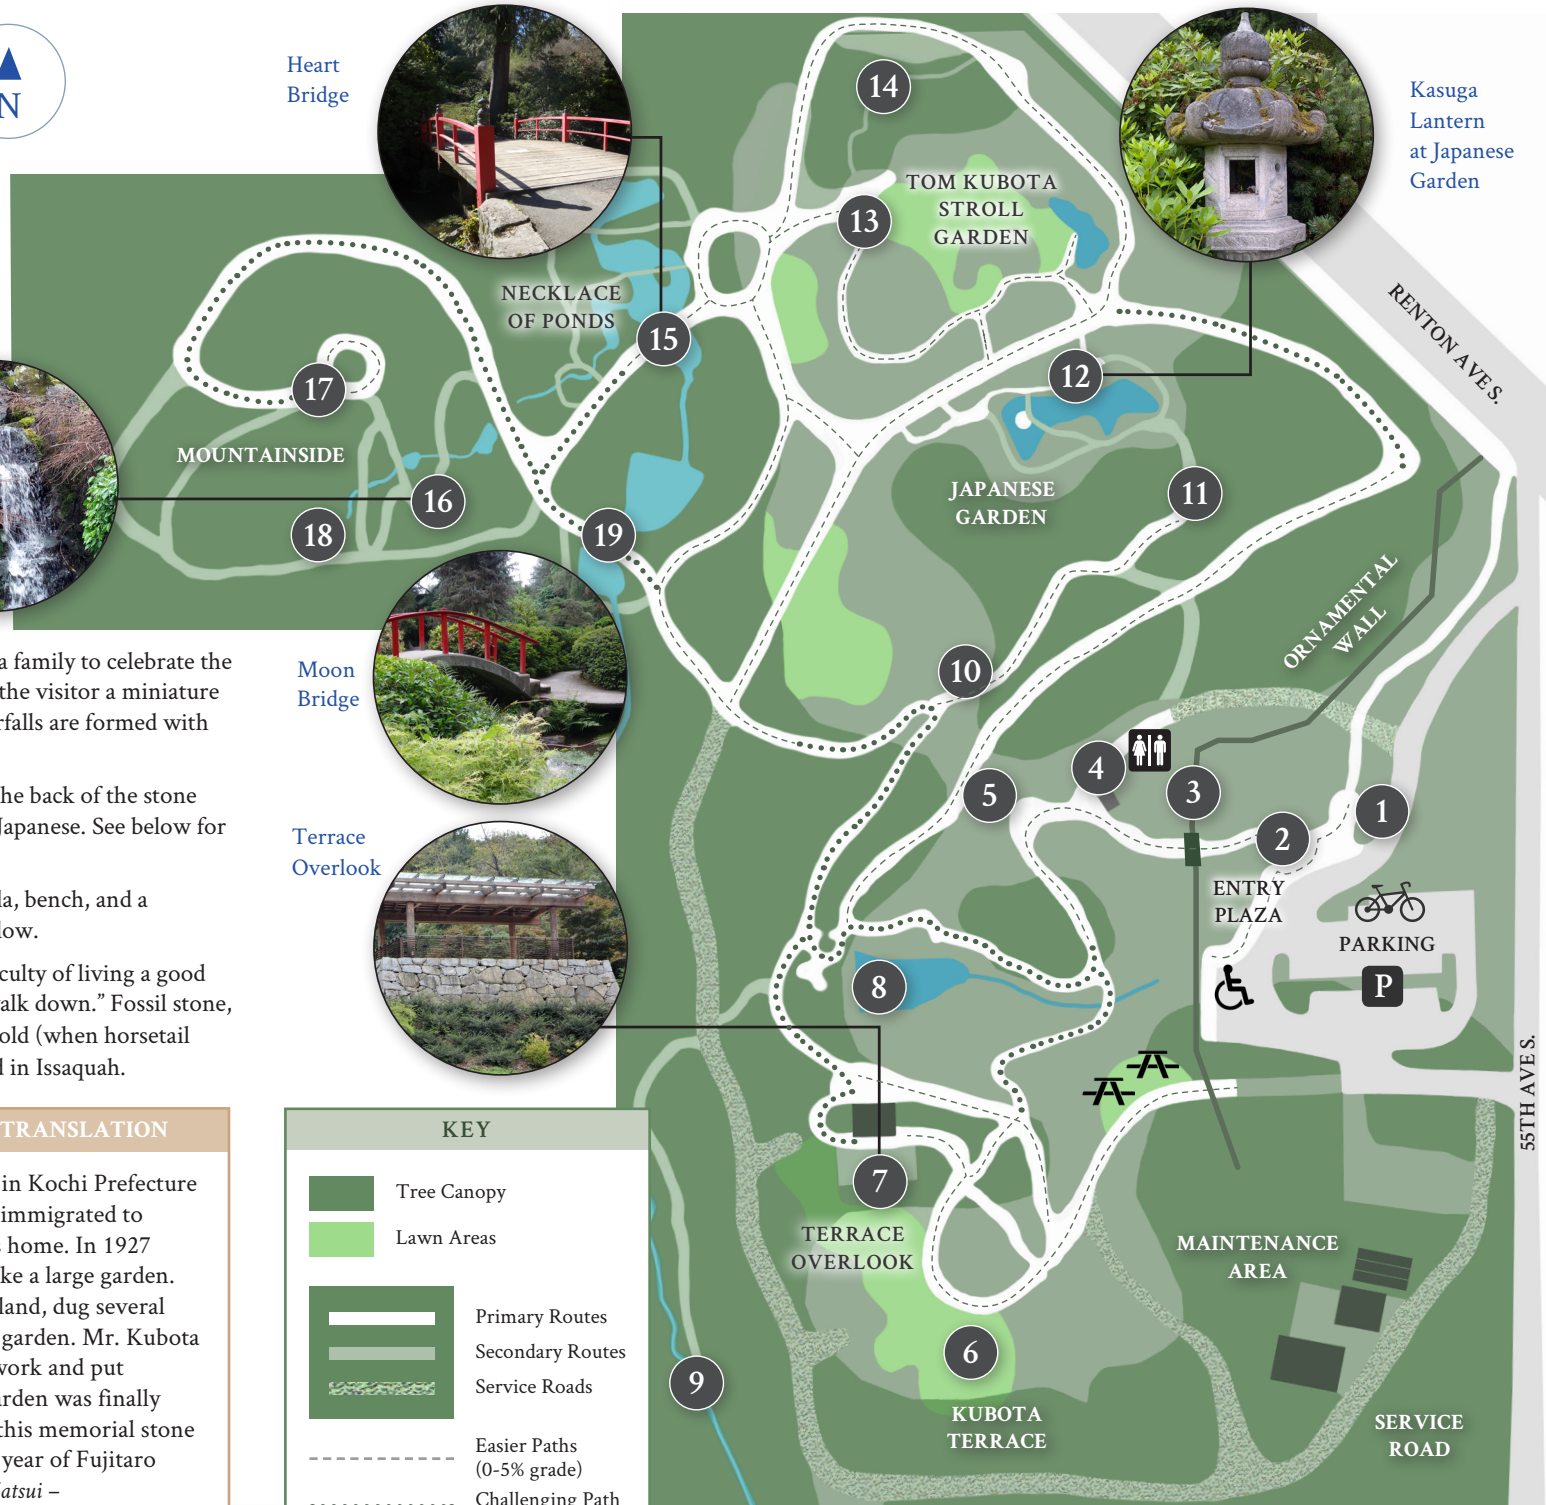 N
Heart
Bridge
Kasuga
Lantern
at Japanese
Garden
14
TOM KUBOTA
STROLL
GARDEN
13
RENTON AVE S.
NECKLACE
OF PONDS
15
12
17
MOUNTAINSIDE
16
18
19
JAPANESE
GARDEN
11
ORNAMENTAL
WALL
10
Moon
Bridge
4
5
3
2
1
ENTRY
PLAZA
PARKING
P
Terrace
Overlook
8
55TH AVE S.
7
TERRACE
OVERLOOK
MAINTENANCE
AREA
6
9
KUBOTA
TERRACE
SERVICE
ROAD
a family to celebrate the
the visitor a miniature
rfalls are formed with
he back of the stone
Japanese. See below for
la, bench, and a
low.
culty of living a good
alk down.” Fossil stone,
old (when horsetail
d in Issaquah.
TRANSLATION
in Kochi Prefecture
immigrated to
s home. In 1927
ke a large garden.
land, dug several
garden. Mr. Kubota
work and put
arden was finally
this memorial stone
year of Fujitaro
atsui –
KEY
Tree Canopy
Lawn Areas
Primary Routes
Secondary Routes
Service Roads
Easier Paths
(0-5% grade)
Challenging Path